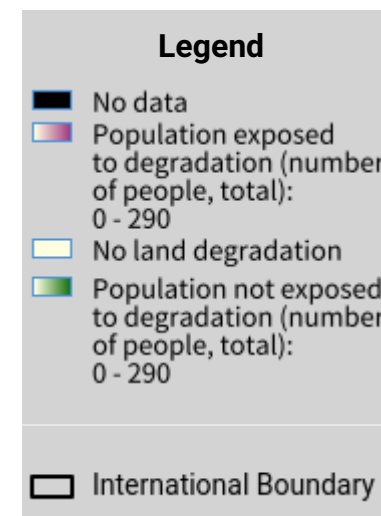 Legend
No data
Population exposed
to degradation (number
of people, total):
0 - 290
No land degradation
Population not exposed
to degradation (number
of people, total):
0 - 290
International Boundary